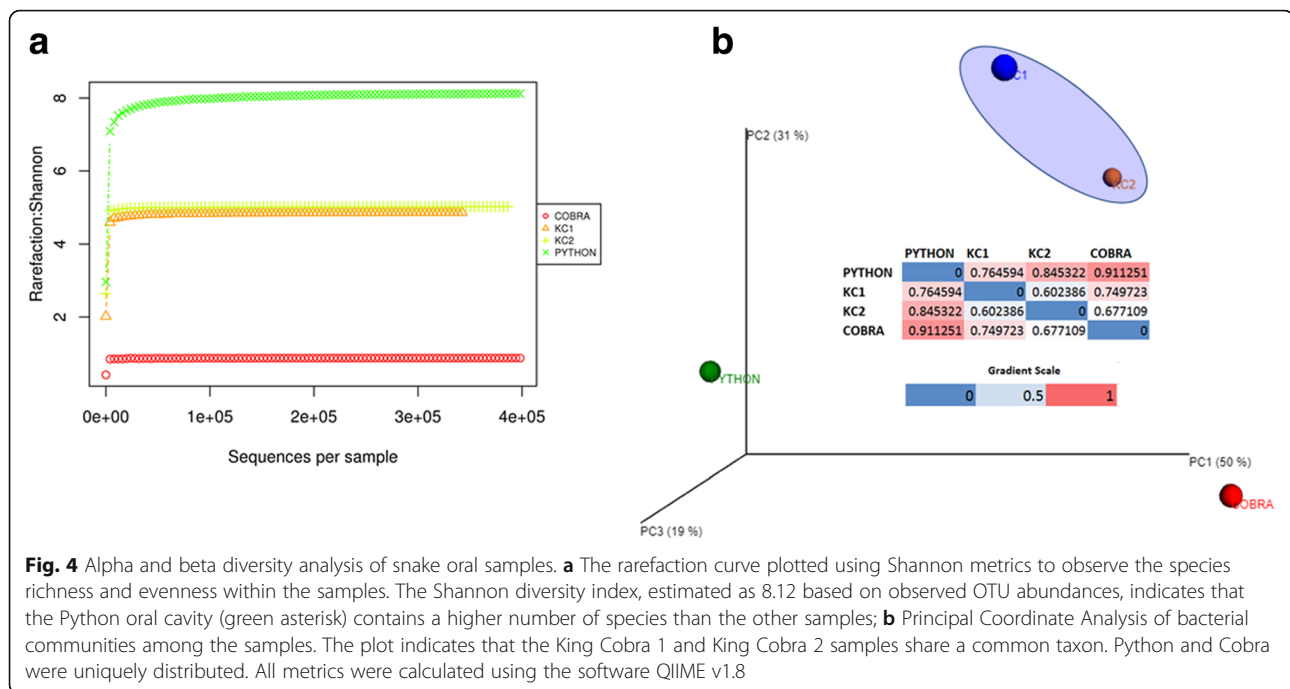 a
b
Rarefaction:Shannon
8
6
4
2
0e+00 1e+05 2e+05 3e+05 4e+05
Sequences per sample
COBRA
KC1
KC2
PYTHON
KC1
KC2
PC2 (31 %)
PYTHON KC1 KC2 COBRA
PYTHON 0 0.764594 0.845322 0.911251
KC1 0.764594 0 0.602386 0.749723
KC2 0.845322 0.602386 0 0.677109
COBRA 0.911251 0.749723 0.677109 0
Gradient Scale
0 0.5 1
PYTHON
PC1 (50 %)
COBRA
PC3 (19 %)
Fig. 4 Alpha and beta diversity analysis of snake oral samples. a The rarefaction curve plotted using Shannon metrics to observe the species
richness and evenness within the samples. The Shannon diversity index, estimated as 8.12 based on observed OTU abundances, indicates that
the Python oral cavity (green asterisk) contains a higher number of species than the other samples; b Principal Coordinate Analysis of bacterial
communities among the samples. The plot indicates that the King Cobra 1 and King Cobra 2 samples share a common taxon. Python and Cobra
were uniquely distributed. All metrics were calculated using the software QIIME v1.8